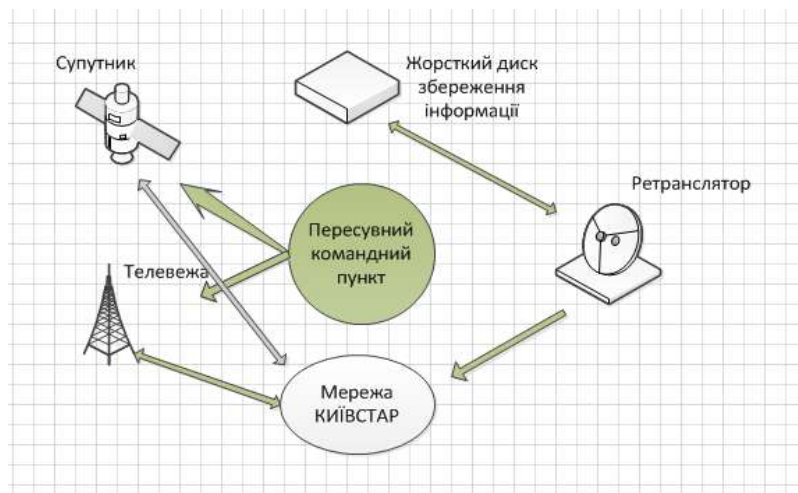 Супутник
Жорсткий диск
збереження
інформації
Ретранслятор
Пересувний
командний
пункт
Телевежа
Мережа
КИЇВСТАР